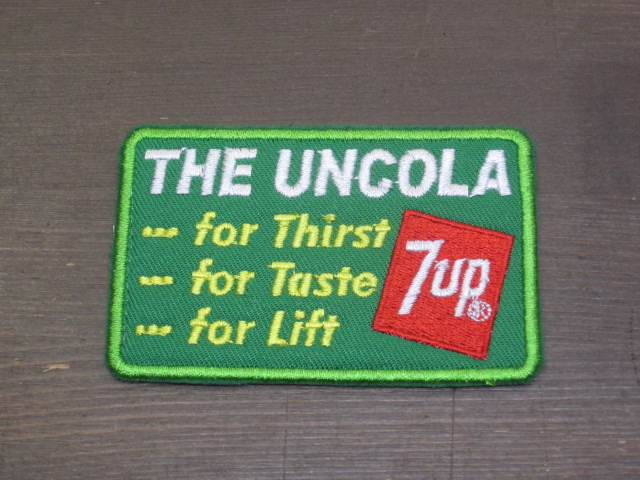 THE UNCOLA
--- for Thirst
--- for Taste
--- for Lift
7up®